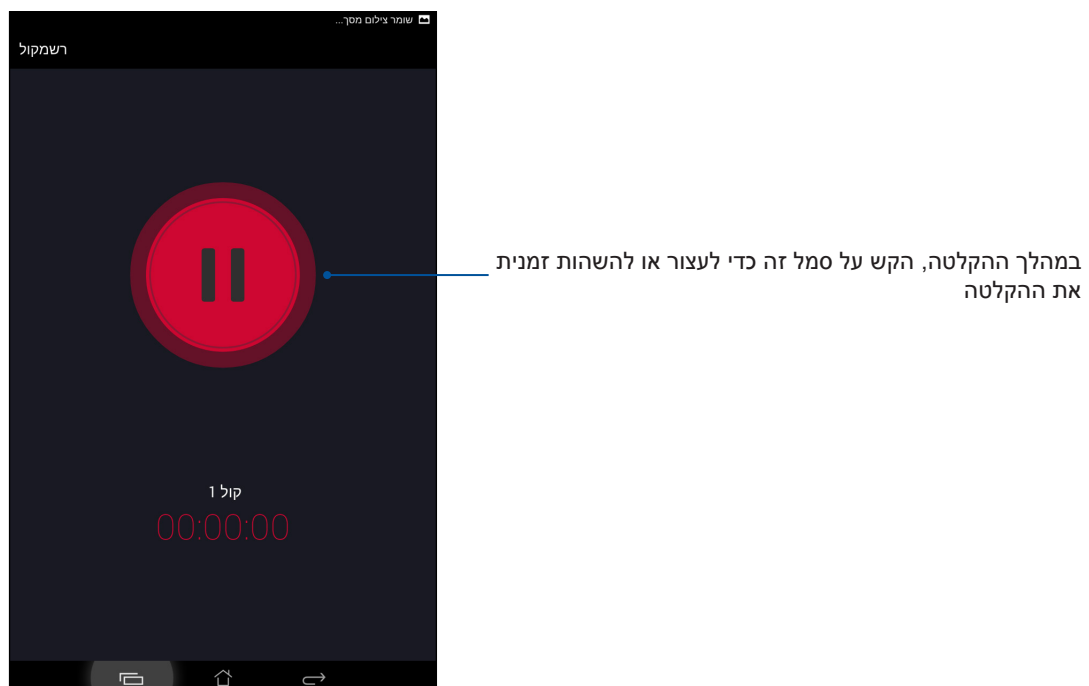 שומר צילום מסך...
רשמקול
במהלך ההקלטה, הקש על סמל זה כדי לעצור או להשהות זמנית
את ההקלטה
קול 1
00:00:00